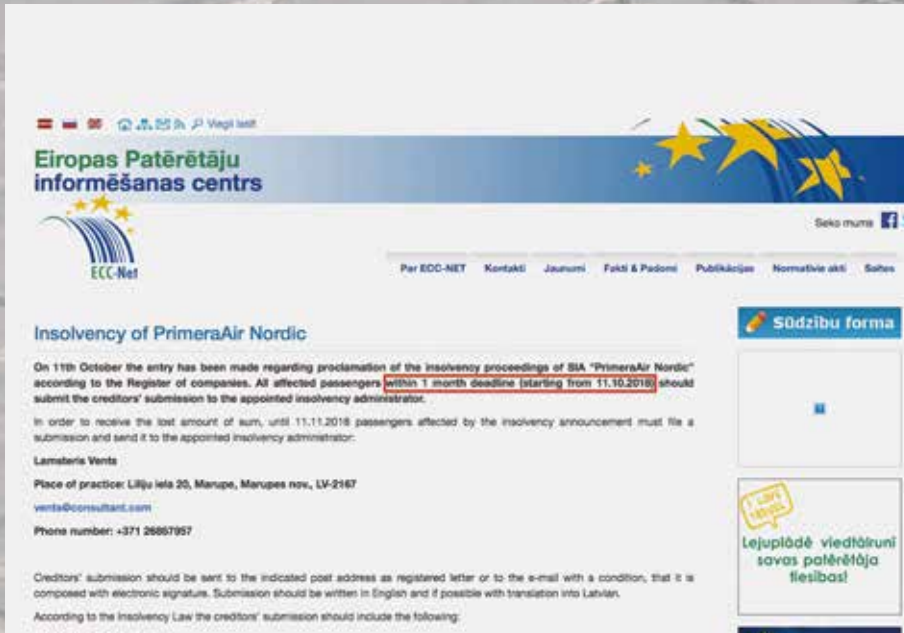 Viegli lasīt
Eiropas Patērētāju
informēšanas centrs
ECC-Net
Seko mums
Par ECC-NET Kontakti Jaunumi Fakti & Padomi Publikācijas Normatīvie akti Saites
Insolvency of PrimeraAir Nordic
Sūdzību forma
On 11th October the entry has been made regarding proclamation of the insolvency proceedings of SIA "PrimeraAir Nordic"
according to the Register of companies. All affected passengers within 1 month deadline (starting from 11.10.2018) should
submit the creditors' submission to the appointed insolvency administrator.
In order to receive the lost amount of sum, until 11.11.2018 passengers affected by the insolvency announcement must file a
submission and send it to the appointed insolvency administrator:
Lamsteris Vents
Place of practice: Liliju iela 20, Marupe, Marupes nov., LV-2167
vents@consultant.com
Phone number: +371 26867957
I LOVE
Lejuplādē viedtālrunī
savas patērētāja
tiesības!
Creditors' submission should be sent to the indicated post address as registered letter or to the e-mail with a condition, that it is
composed with electronic signature. Submission should be written in English and if possible with translation into Latvian.
According to the Insolvency Law the creditors' submission should include the following: